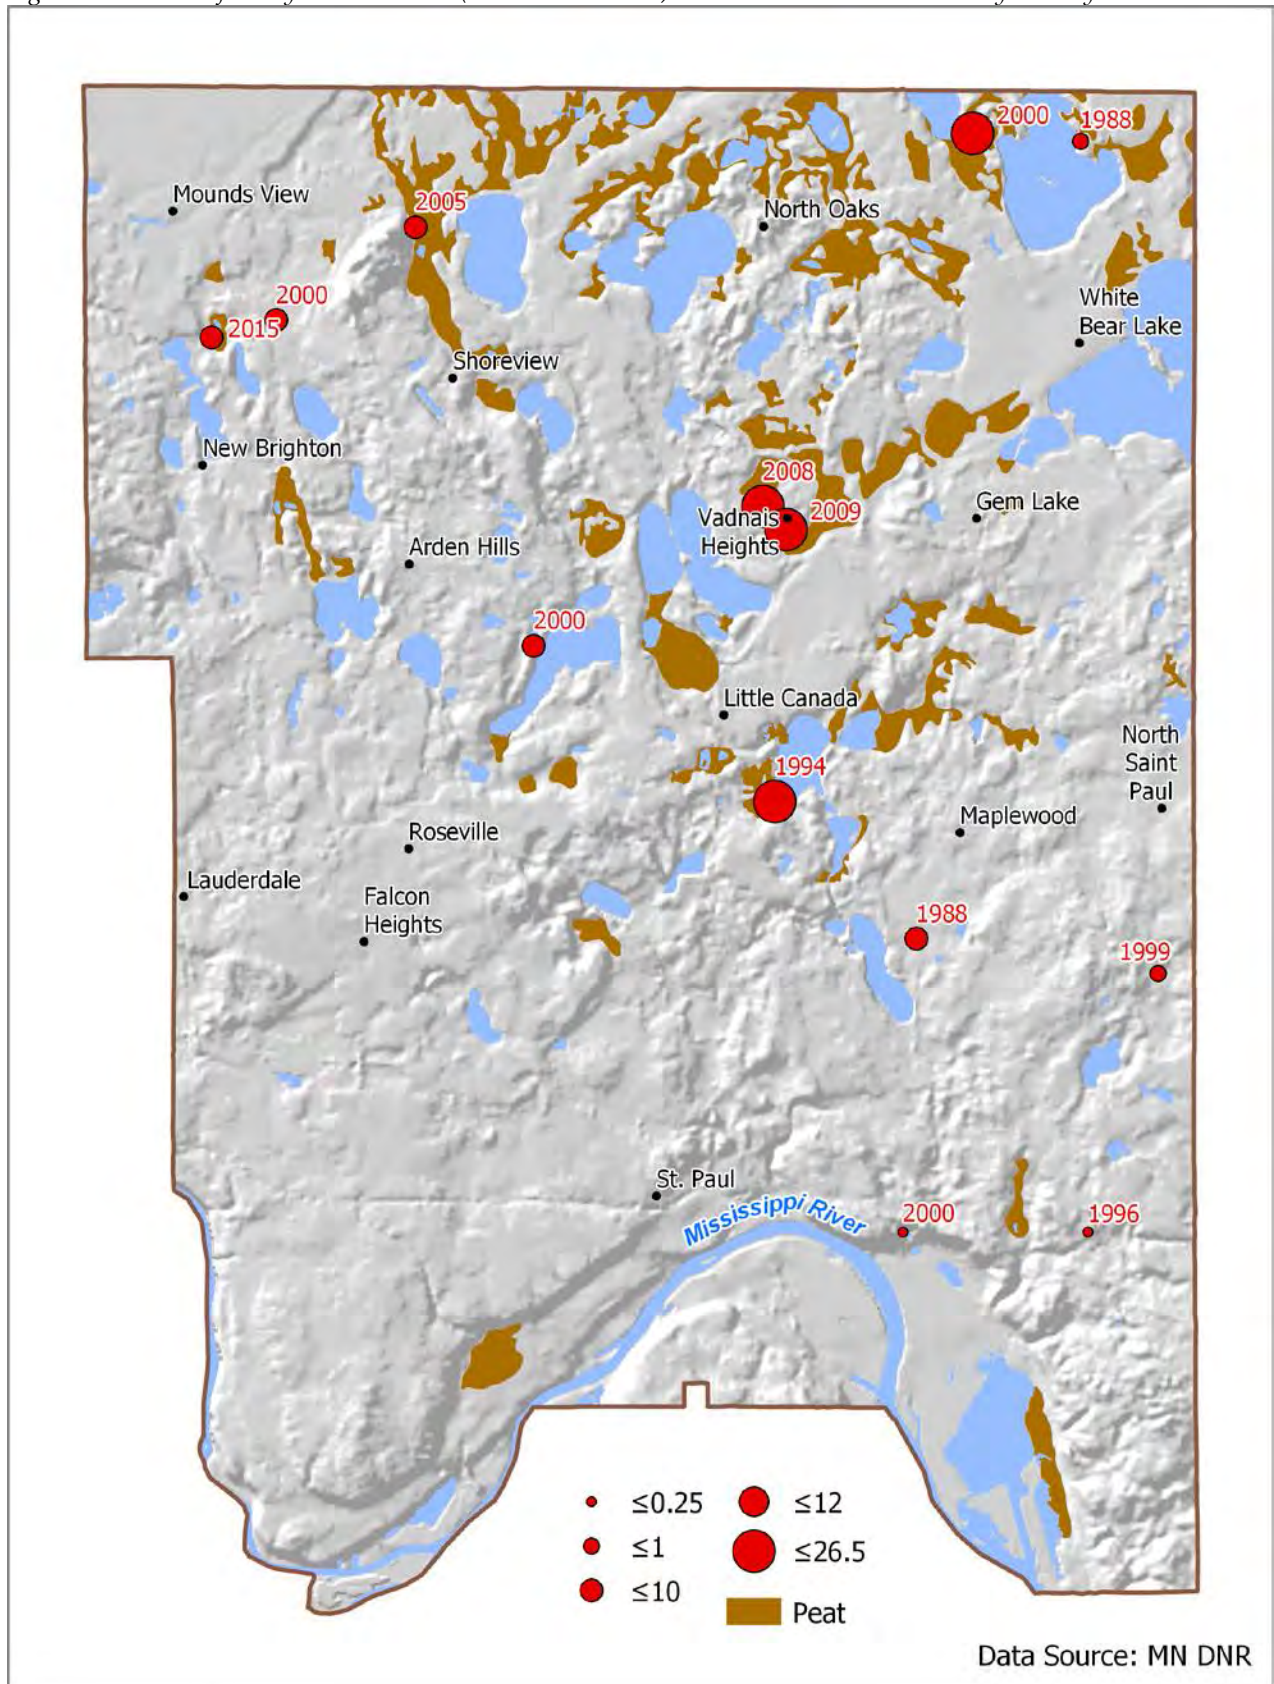 2000
1988
Mounds View
2005
North Oaks
2000
2015
White
Bear Lake
Shoreview
New Brighton
2008
2009
Vadnais
Heights
Gem Lake
Arden Hills
2000
Little Canada
North
Saint
Paul
1994
Maplewood
Roseville
Lauderdale
Falcon
Heights
1988
1999
St. Paul
Mississippi River
2000
1996
≤0.25
≤12
≤1
≤26.5
≤10
Peat
Data Source: MN DNR